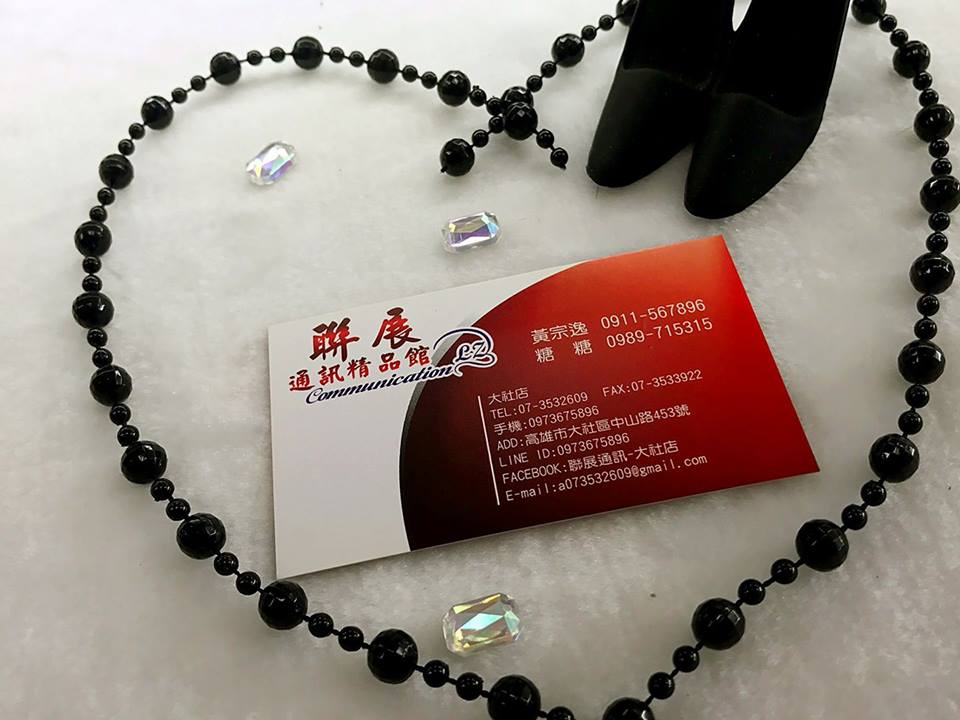 聯展
通訊精品館
Communication
LZ
黃宗逸 0911-567896
糖糖 0989-715315
大社店
TEL:07-3532609 FAX:07-3533922
手機:0973675896
ADD:高雄市大社區中山路453號
LINE ID:0973675896
FACEBOOK:聯展通訊-大社店
E-mail:a073532609@gmail.com